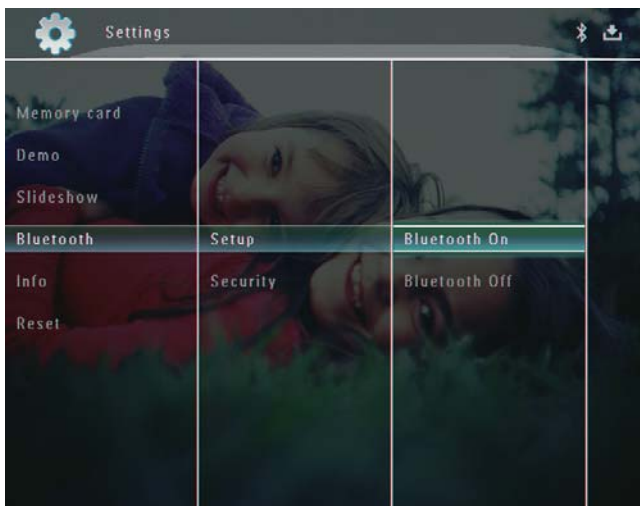 Settings
Memory card
Demo
Slideshow
Bluetooth
Info
Reset
Setup
Security
Bluetooth On
Bluetooth Off